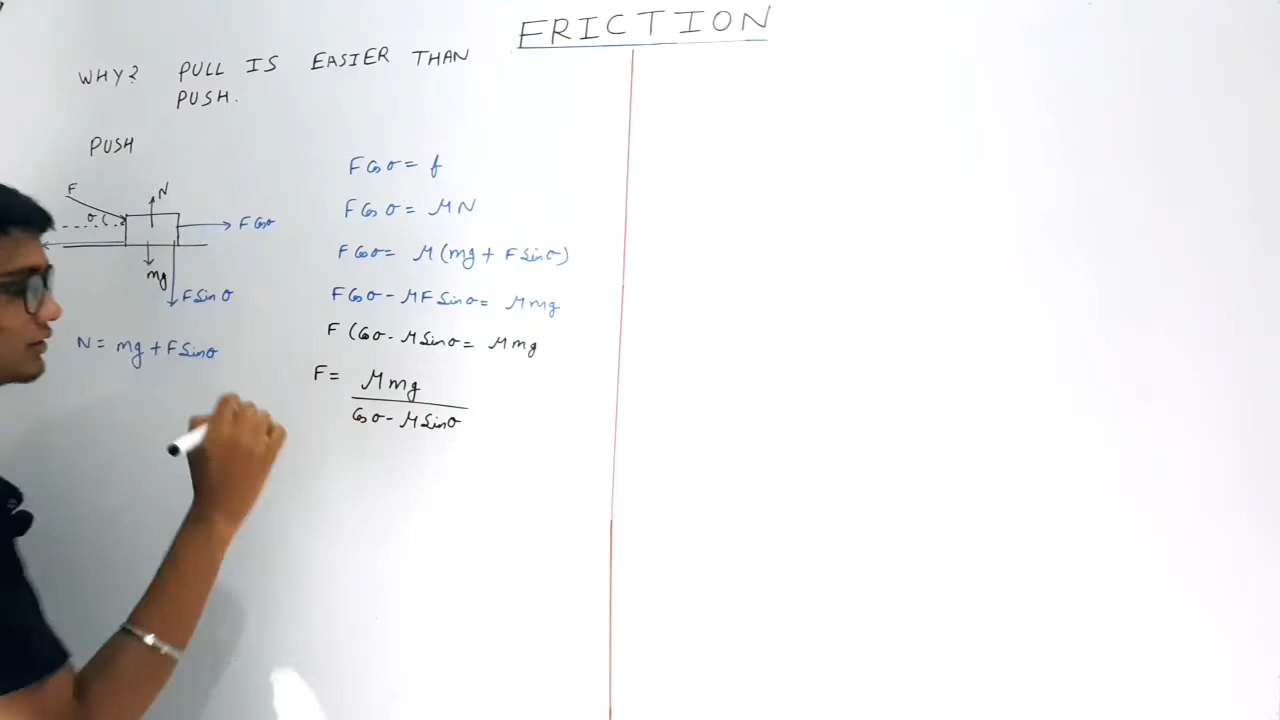 FRICTION
WHY? PULL IS EASIER THAN
PUSH.
PUSH
F
N
θ
F Cosθ
mg
F Sinθ
N = mg + F Sinθ
F Cosθ = f
F Cosθ = μN
F Cosθ = μ(mg + F Sinθ)
F Cosθ - μF Sinθ = μmg
F (Cosθ - μ Sinθ = μmg
F = μmg
Cosθ - μ Sinθ